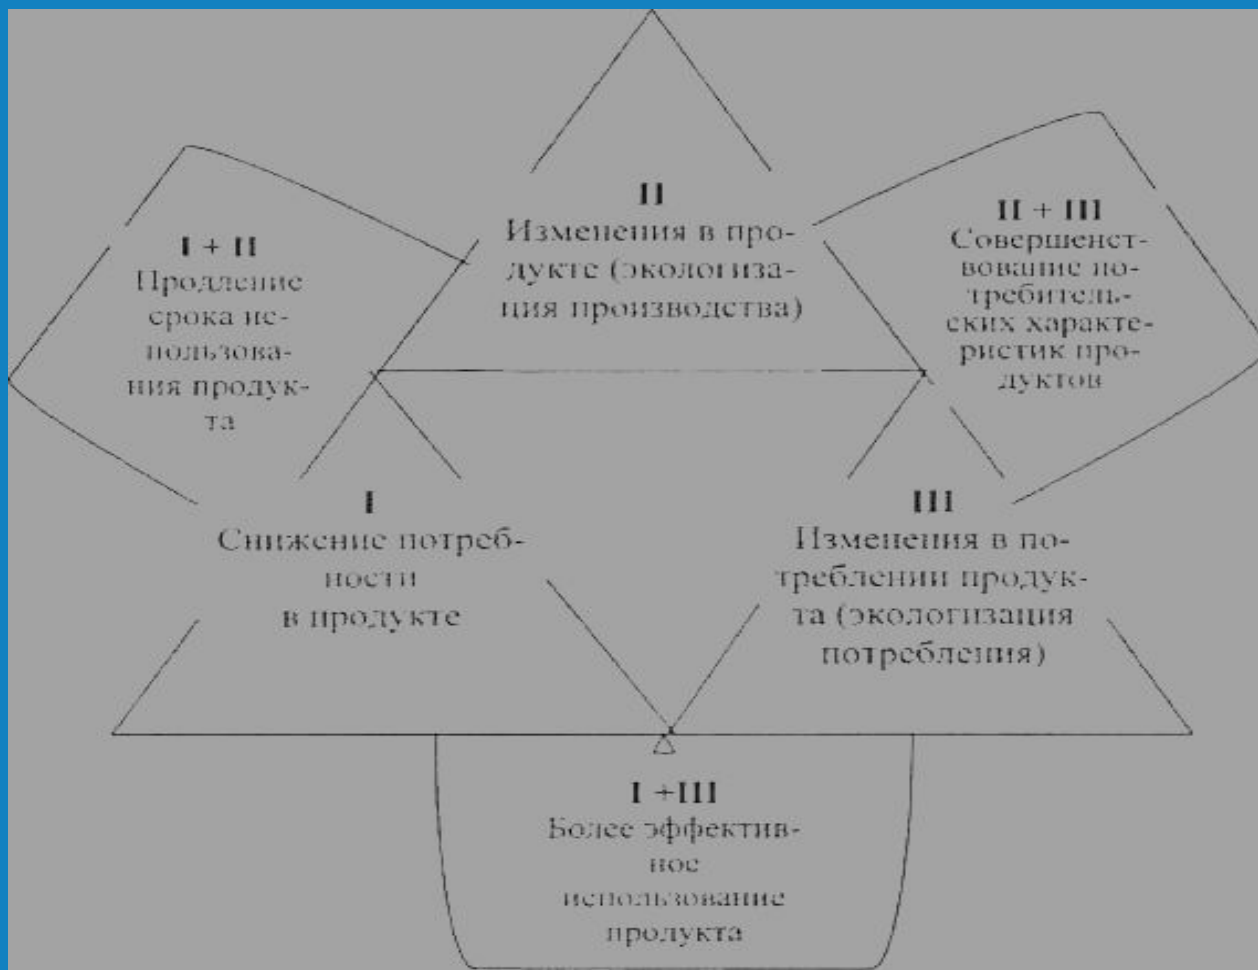 II
Изменения в про-
дукте (экологиза-
ция производства)
I + II
Продление
срока ис-
пользова-
ния продук-
та
II + III
Совершенст-
вование по-
требитель-
ских характе-
ристик про-
дуктов
I
Снижение потреб-
ности
в продукте
III
Изменения в по-
треблении продук-
та (экологизация
потребления)
I +III
Более эффектив-
ное
использование
продукта